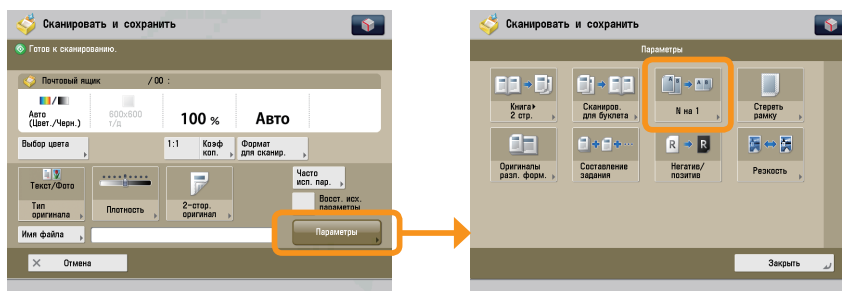 Сканировать и сохранить
Готов к сканированию.
Почтовый ящик / 00 :
Авто
(Цвет./Черн.)
600x600
т/д
100 %
Авто
Выбор цвета
1:1
Коэф
коп.
Формат
для сканир.
Текст/Фото
Тип
оригинала
Плотность
2-стор.
оригинал
Часто
исп. пар.
Восст. исх.
параметры
Имя файла
Параметры
Отмена
Сканировать и сохранить
Параметры
Книга
2 стр.
Сканиров.
для буклета
N на 1
Стереть
рамку
Оригиналы
разл. форм.
Составление
задания
R R
Негатив/
позитив
Резкость
Закрыть